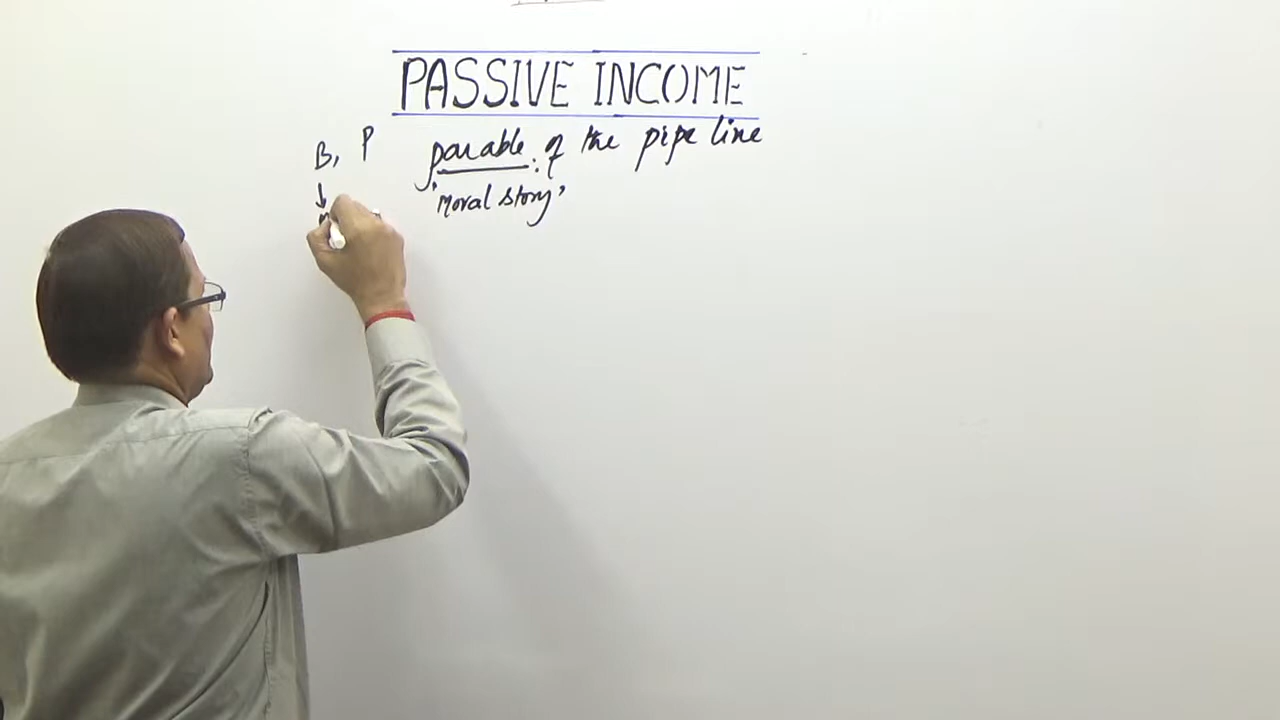 PASSIVE INCOME
B, P
parable of the pipe line
'Moral story'